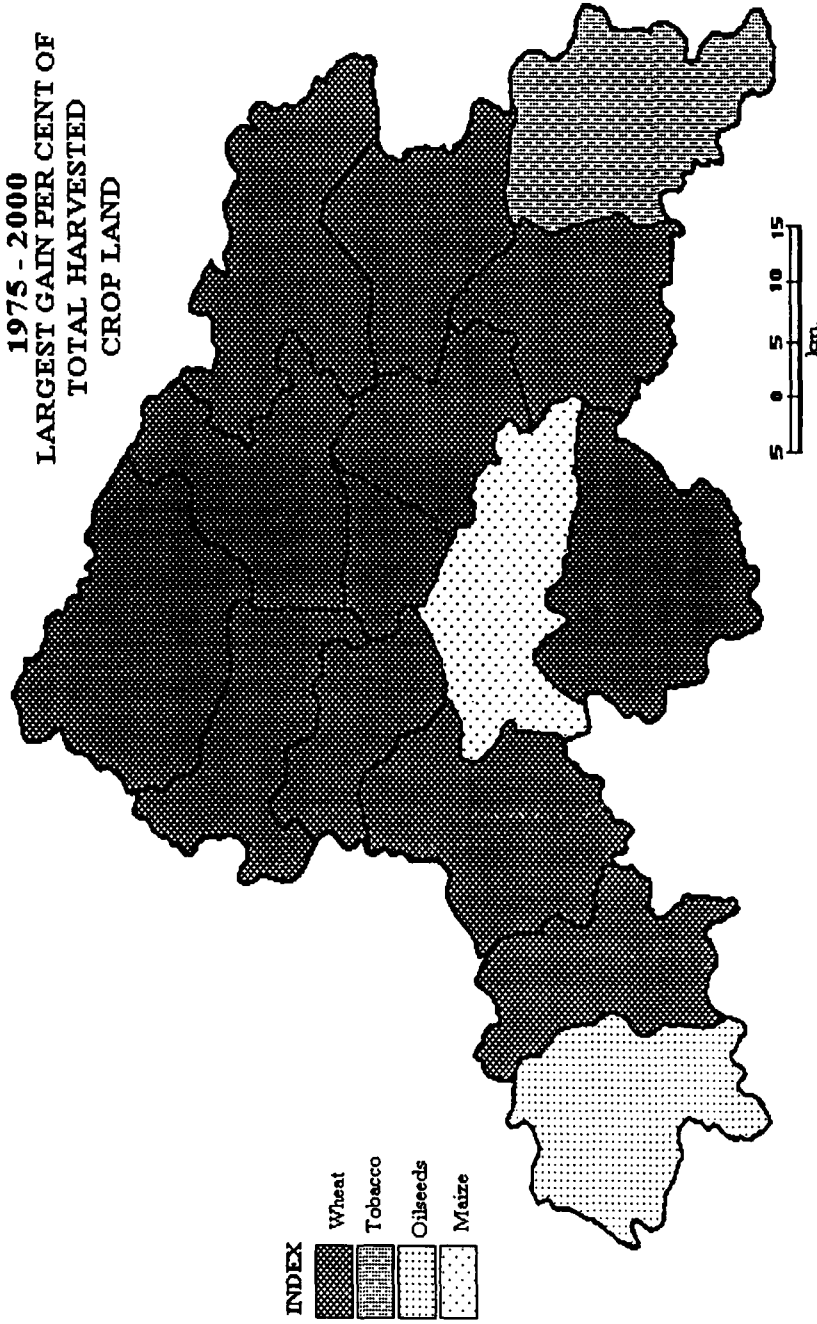 1975 - 2000
LARGEST GAIN PER CENT OF
TOTAL HARVESTED
CROP LAND
INDEX
Wheat
Tobacco
Oilseeds
Maize
5 0 5 10 15
km.